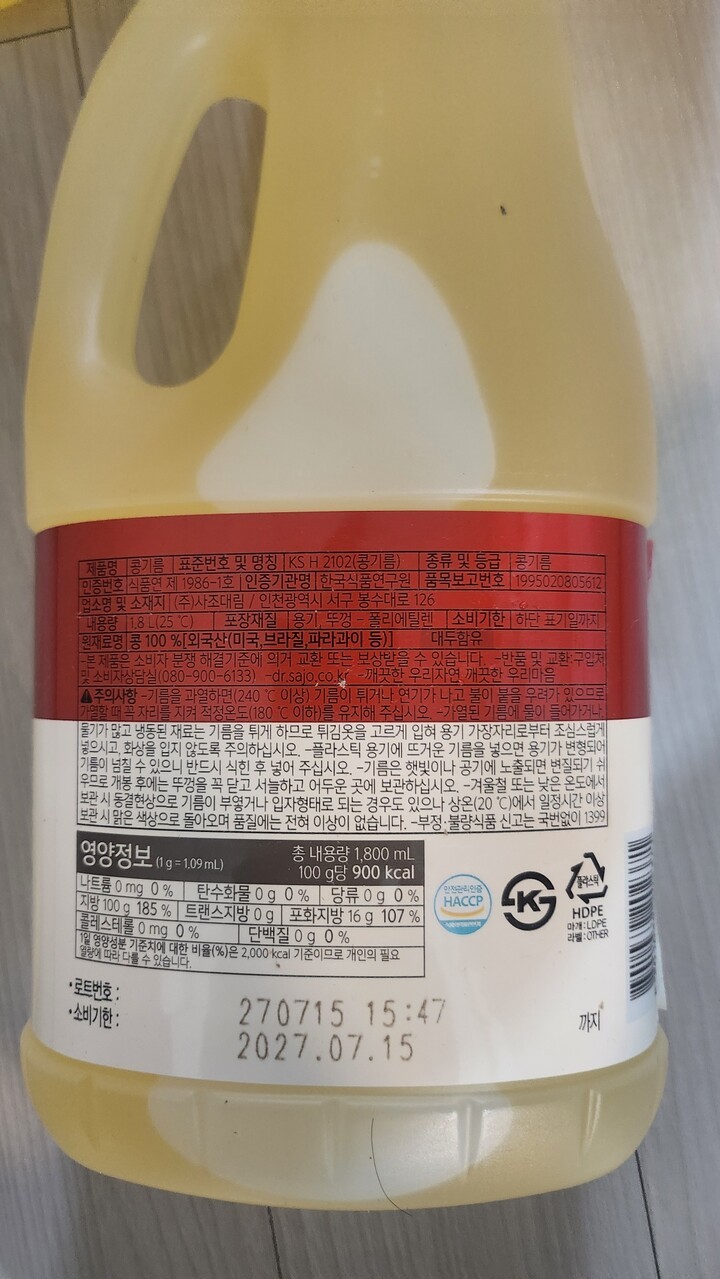 제품명 콩기름 표준번호 및 명칭 KS H 2102(콩기름) 종류 및 등급 콩기름
인증번호 식품연 제 1986-1호 인증기관명 한국식품연구원 품목보고번호 1995020805612
업소명 및 소재지 (주)사조대림 / 인천광역시 서구 봉수대로 126
내용량 1.8 L(25 ℃) 포장재질 용기, 뚜껑 - 폴리에틸렌 소비기한 하단 표기일까지
원재료명 콩 100 %[외국산(미국,브라질,파라과이 등)] 대두함유
-본 제품은 소비자 분쟁 해결기준에 의거 교환 또는 보상받을 수 있습니다. -반품 및 교환:구입처
및 소비자상담실(080-900-6133) -dr.sajo.co.kr -깨끗한 우리자연 깨끗한 우리마음
주의사항 -기름을 과열하면(240 ℃ 이상) 기름이 튀거나 연기가 나고 불이 붙을 우려가 있으므로
가열할 때 꼭 자리를 지켜 적정온도(180 ℃ 이하)를 유지해 주십시오. -가열된 기름에 물이 들어가거나
물기가 많고 냉동된 재료는 기름을 튀게 하므로 튀김옷을 고르게 입혀 용기 가장자리로부터 조심스럽게
넣으시고, 화상을 입지 않도록 주의하십시오. -플라스틱 용기에 뜨거운 기름을 넣으면 용기가 변형되어
기름이 넘칠 수 있으니 반드시 식힌 후 넣어 주십시오. -기름은 햇빛이나 공기에 노출되면 변질되기 쉬
우므로 개봉 후에는 뚜껑을 꼭 닫고 서늘하고 어두운 곳에 보관하십시오. -겨울철 또는 낮은 온도에서
보관 시 동결현상으로 기름이 부옇거나 입자형태로 되는 경우도 있으나 상온(20 ℃)에서 일정시간 이상
보관 시 맑은 색상으로 돌아오며 품질에는 전혀 이상이 없습니다. -부정·불량식품 신고는 국번없이 1399
영양정보 (1 g = 1.09 mL) 총 내용량 1,800 mL
100 g당 900 kcal
나트륨 0 mg 0 % 탄수화물 0 g 0 % 당류 0 g 0 %
지방 100 g 185 % 트랜스지방 0 g 포화지방 16 g 107 %
콜레스테롤 0 mg 0 % 단백질 0 g 0 %
1일 영양성분 기준치에 대한 비율(%)은 2,000 kcal 기준이므로 개인의 필요
열량에 따라 다를 수 있습니다.
안전관리인증
HACCP
K
플라스틱
HDPE
마개:LDPE
라벨:OTHER
•로트번호 : 270715 15:47
•소비기한 : 2027.07.15 까지